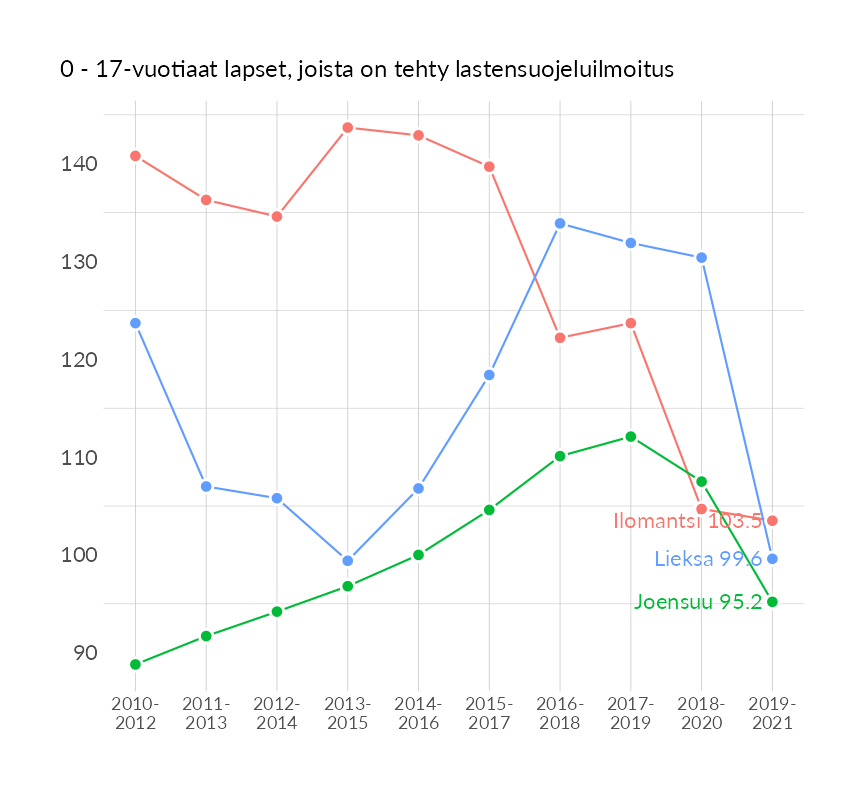 0 - 17-vuotiaat lapset, joista on tehty lastensuojeluilmoitus
140
130
120
110
100
90
Ilomantsi 103.5
Lieksa 99.6
Joensuu 95.2
2010- 2011- 2012- 2013- 2014- 2015- 2016- 2017- 2018- 2019-
2012 2013 2014 2015 2016 2017 2018 2019 2020 2021